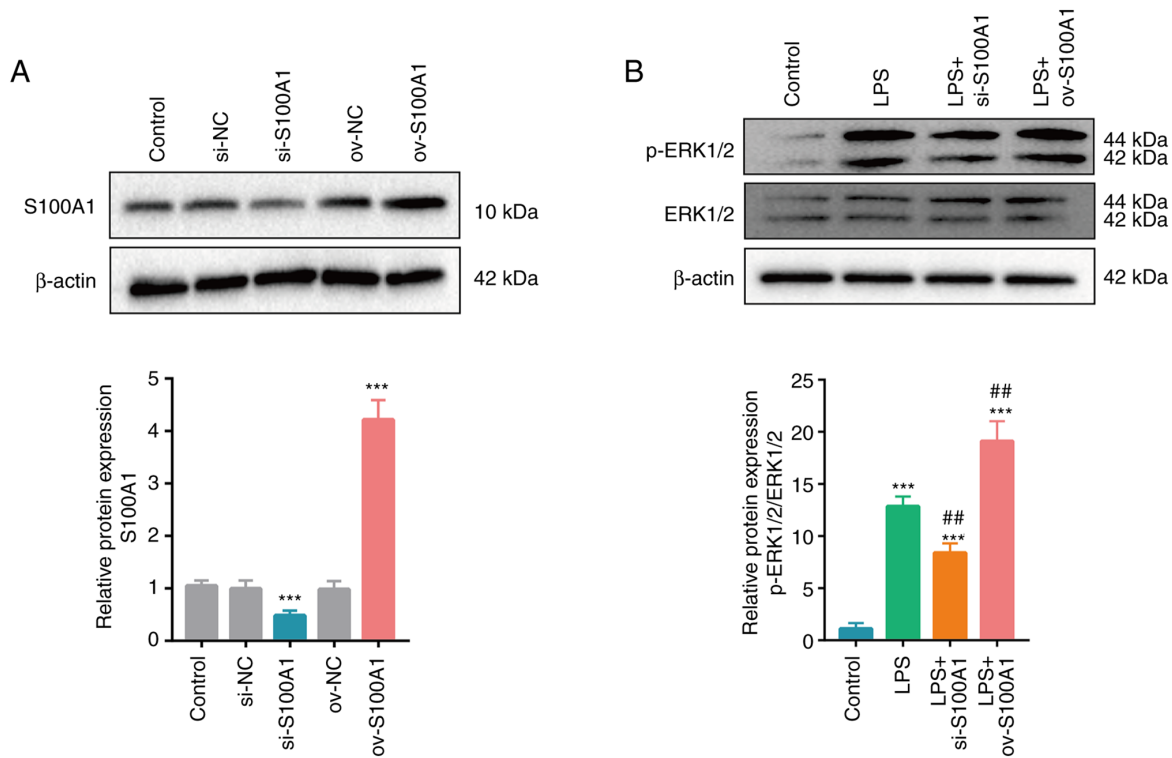 A
Control
si-NC
si-S100A1
ov-NC
ov-S100A1
S100A1
10 kDa
β-actin
42 kDa
Relative protein expression
S100A1
5
4
3
2
1
0
***
***
Control
si-NC
si-S100A1
ov-NC
ov-S100A1
B
Control
LPS
LPS+
si-S100A1
LPS+
ov-S100A1
p-ERK1/2
44 kDa
42 kDa
ERK1/2
44 kDa
42 kDa
β-actin
42 kDa
Relative protein expression
p-ERK1/2/ERK1/2
25
20
15
10
5
0
***
##
***
##
***
Control
LPS
LPS+
si-S100A1
LPS+
ov-S100A1